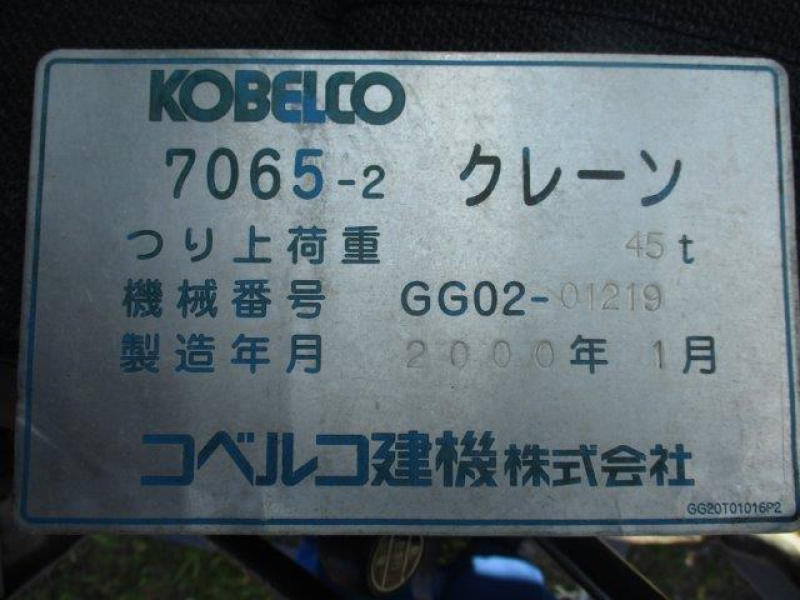 KOBELCO
7065-2 クレーン
つり上荷重 45t
機械番号 GG02-01219
製造年月 2000年 1月
コベルコ建機株式会社
GG20T01016P2